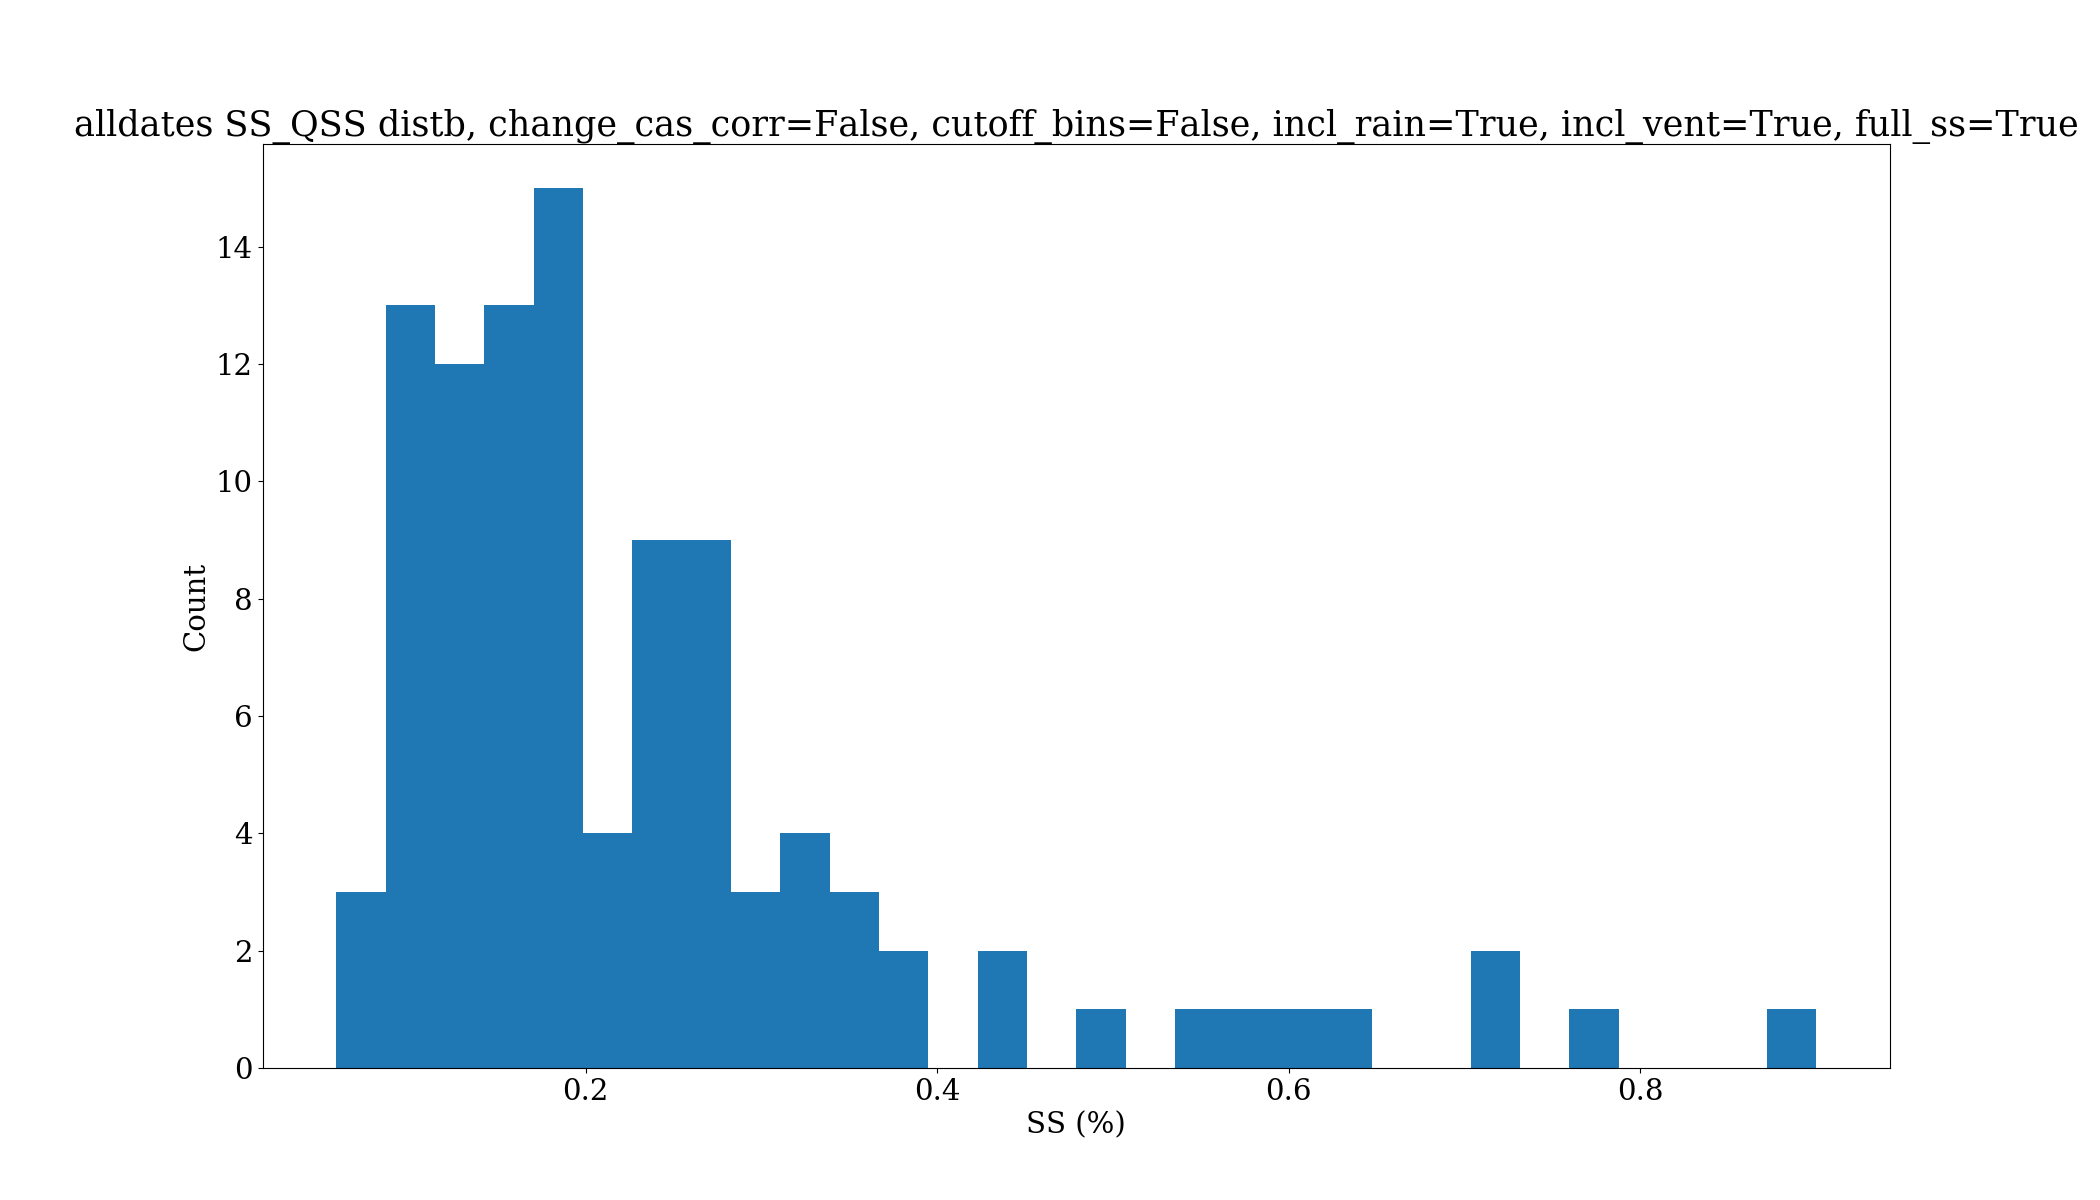 alldates SS_QSS distb, change_cas_corr=False, cutoff_bins=False, incl_rain=True, incl_vent=True, full_ss=True
14
12
10
8
6
4
2
0
Count
0.2 0.4 0.6 0.8
SS (%)